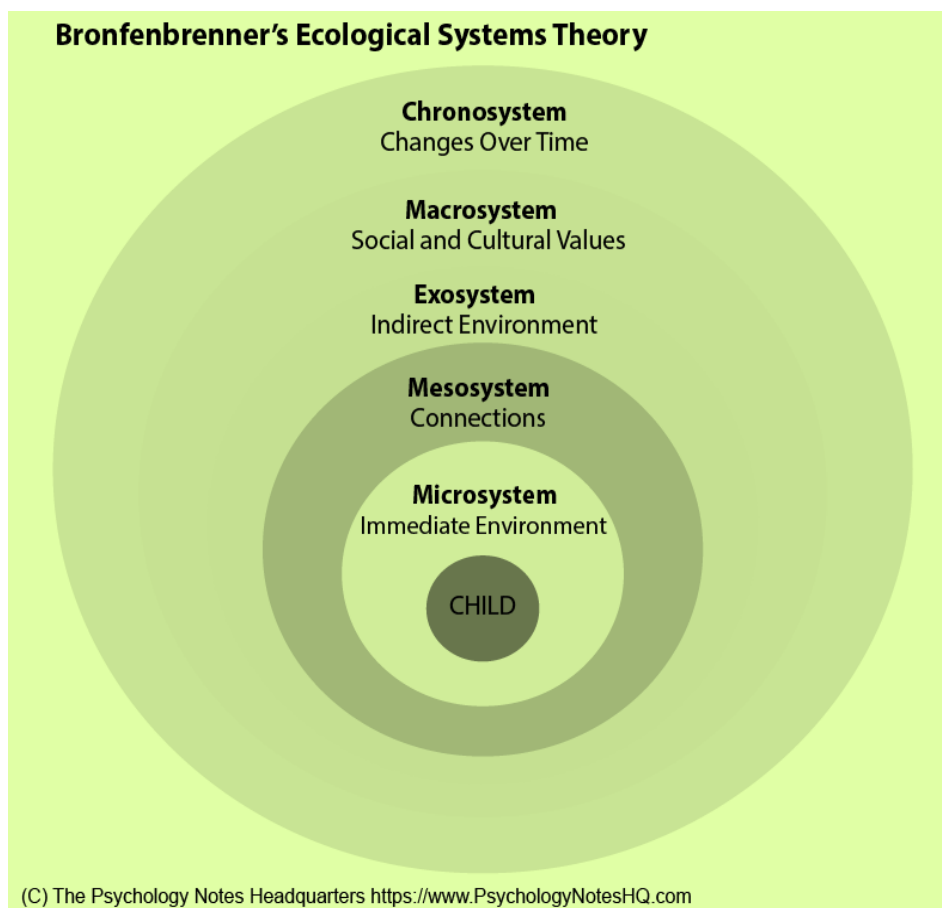 Bronfenbrenner’s Ecological Systems Theory
Chronosystem
Changes Over Time
Macrosystem
Social and Cultural Values
Exosystem
Indirect Environment
Mesosystem
Connections
Microsystem
Immediate Environment
CHILD
(C) The Psychology Notes Headquarters https://www.PsychologyNotesHQ.com